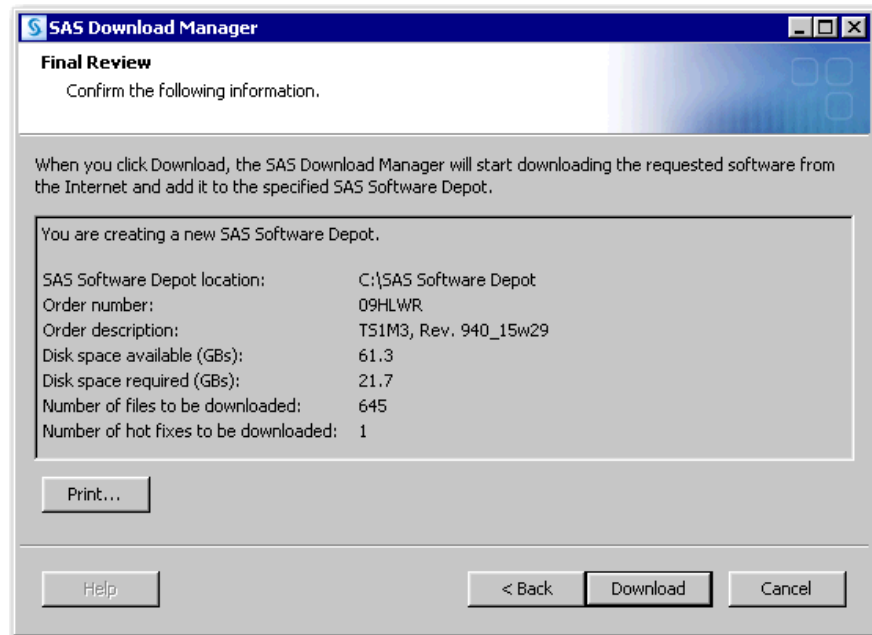 SAS Download Manager
Final Review
Confirm the following information.
When you click Download, the SAS Download Manager will start downloading the requested software from
the Internet and add it to the specified SAS Software Depot.
You are creating a new SAS Software Depot.
SAS Software Depot location: C:\SAS Software Depot
Order number: 09HLWR
Order description: TS1M3, Rev. 940_15w29
Disk space available (GBs): 61.3
Disk space required (GBs): 21.7
Number of files to be downloaded: 645
Number of hot fixes to be downloaded: 1
Print...
Help
< Back
Download
Cancel